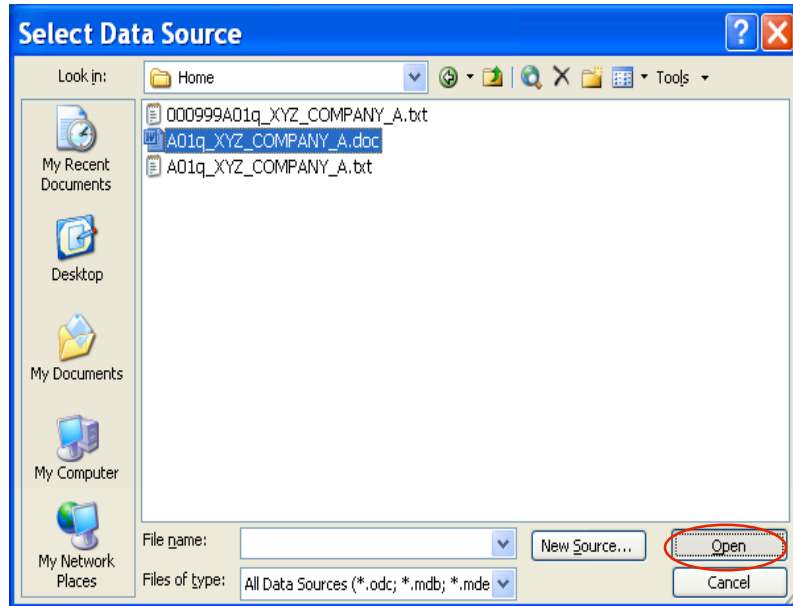 Select Data Source
Look in: Home Tools
000999A01q_XYZ_COMPANY_A.txt
A01q_XYZ_COMPANY_A.doc
A01q_XYZ_COMPANY_A.txt
My Recent
Documents
Desktop
My Documents
My Computer
My Network
Places
File name: New Source... Open
Files of type: All Data Sources (*.odc; *.mdb; *.mde Cancel